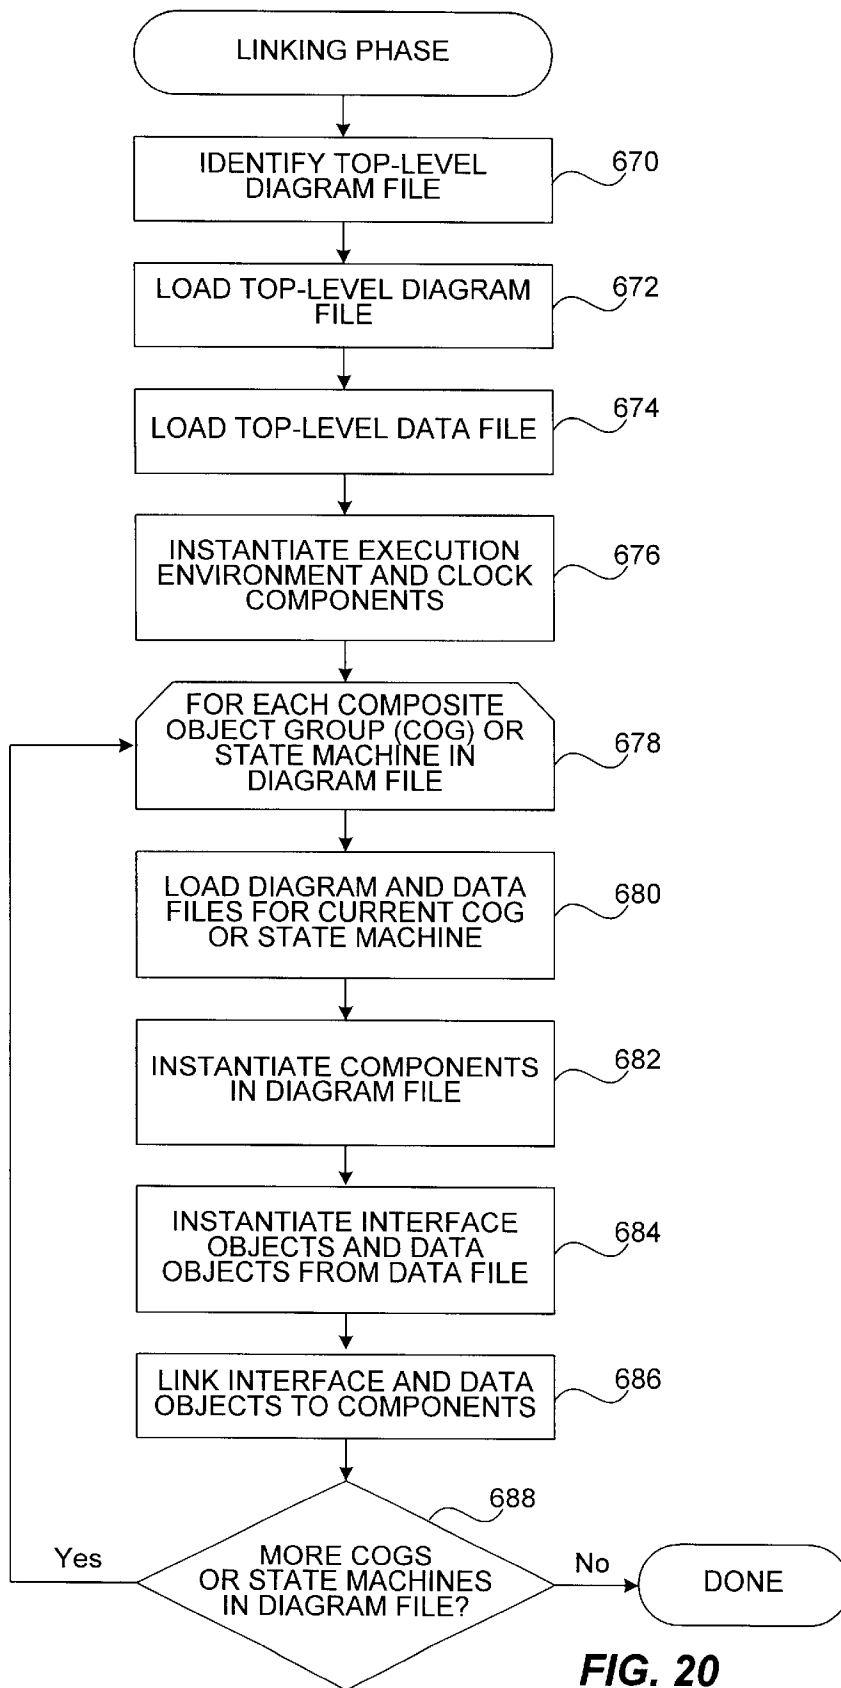 LINKING PHASE
IDENTIFY TOP-LEVEL
DIAGRAM FILE
670
LOAD TOP-LEVEL DIAGRAM
FILE
672
LOAD TOP-LEVEL DATA FILE
674
INSTANTIATE EXECUTION
ENVIRONMENT AND CLOCK
COMPONENTS
676
FOR EACH COMPOSITE
OBJECT GROUP (COG) OR
STATE MACHINE IN
DIAGRAM FILE
678
LOAD DIAGRAM AND DATA
FILES FOR CURRENT COG
OR STATE MACHINE
680
INSTANTIATE COMPONENTS
IN DIAGRAM FILE
682
INSTANTIATE INTERFACE
OBJECTS AND DATA
OBJECTS FROM DATA FILE
684
LINK INTERFACE AND DATA
OBJECTS TO COMPONENTS
686
688
MORE COGS
OR STATE MACHINES
IN DIAGRAM FILE?
Yes
No
DONE
FIG. 20